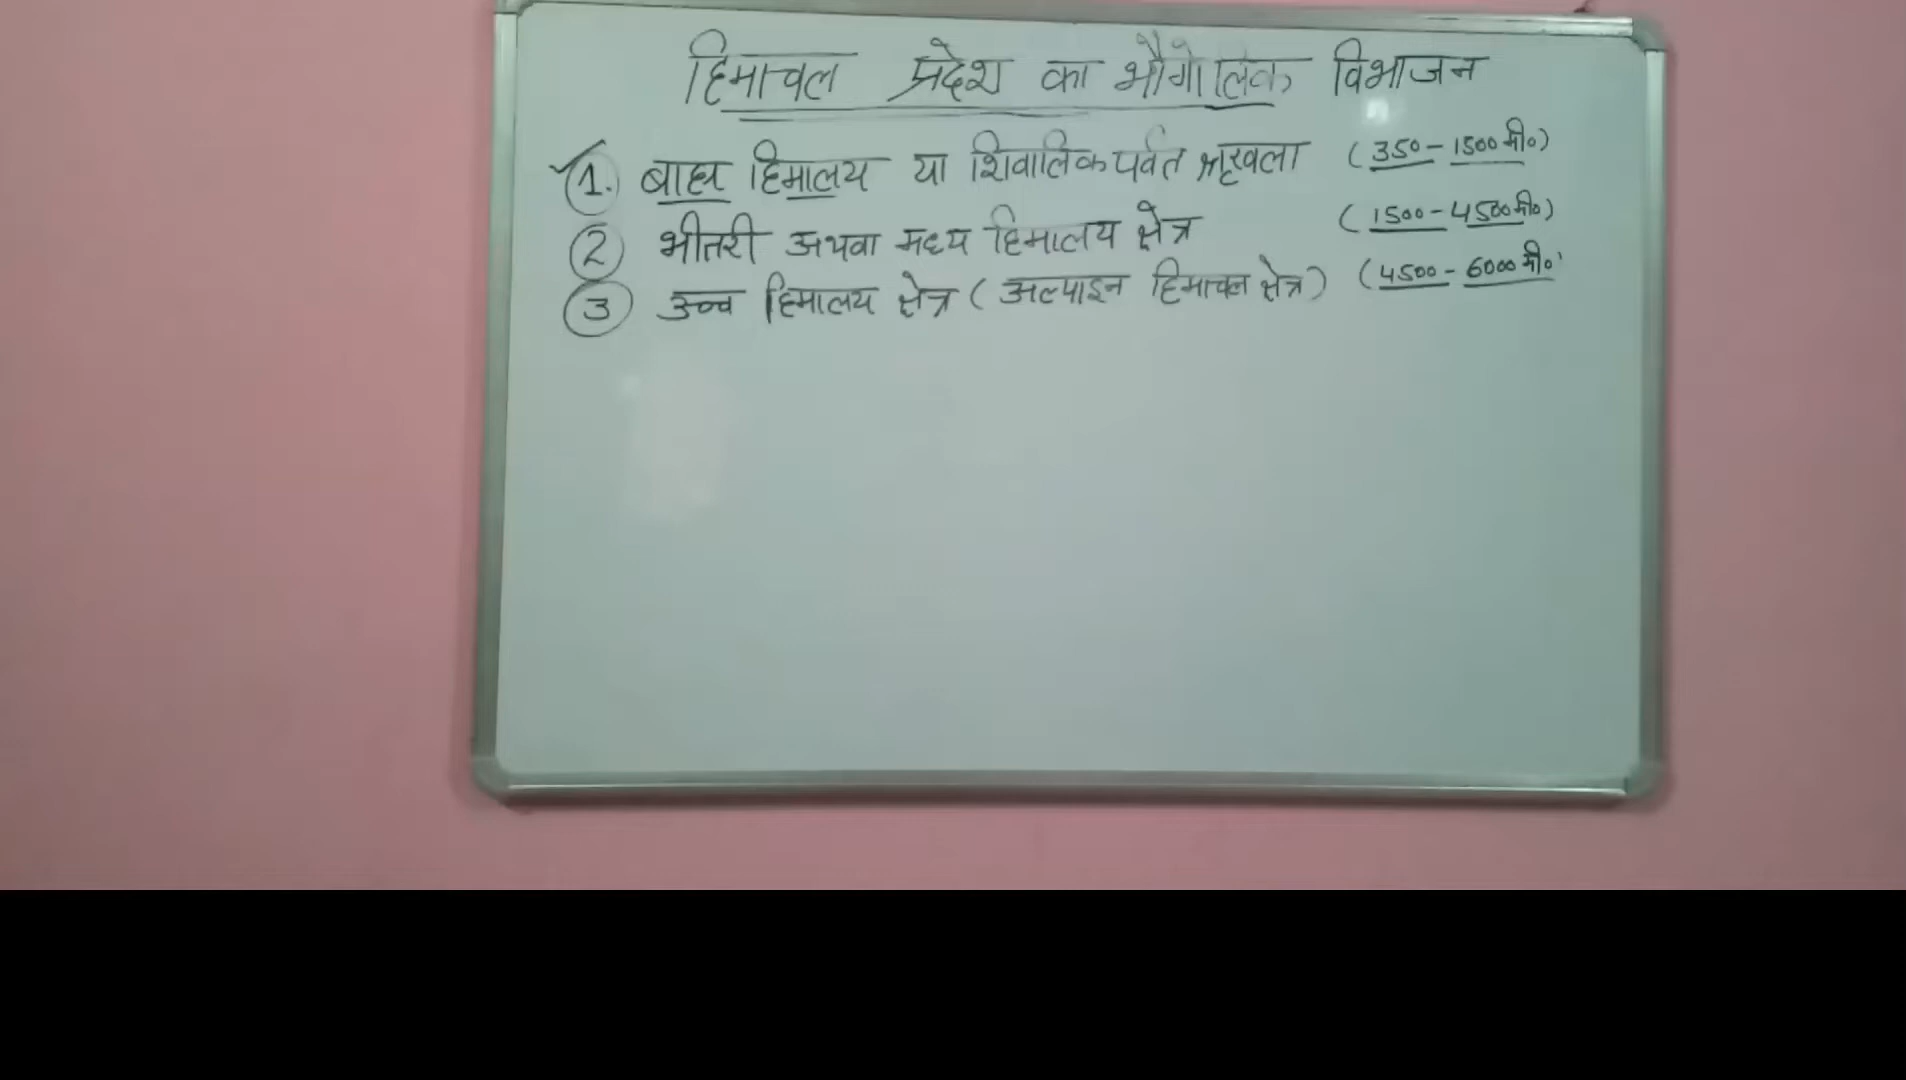 हिमाचल प्रदेश का भौगोलिक विभाजन
1. बाह्य हिमालय या शिवालिक पर्वत श्रृखला (350 - 1500 मी०)
2 भीतरी अथवा मध्य हिमालय क्षेत्र (1500 - 4500 मी०)
3 उच्च हिमालय क्षेत्र (अल्पाइन हिमाचल क्षेत्र) (4500 - 6000 मी०